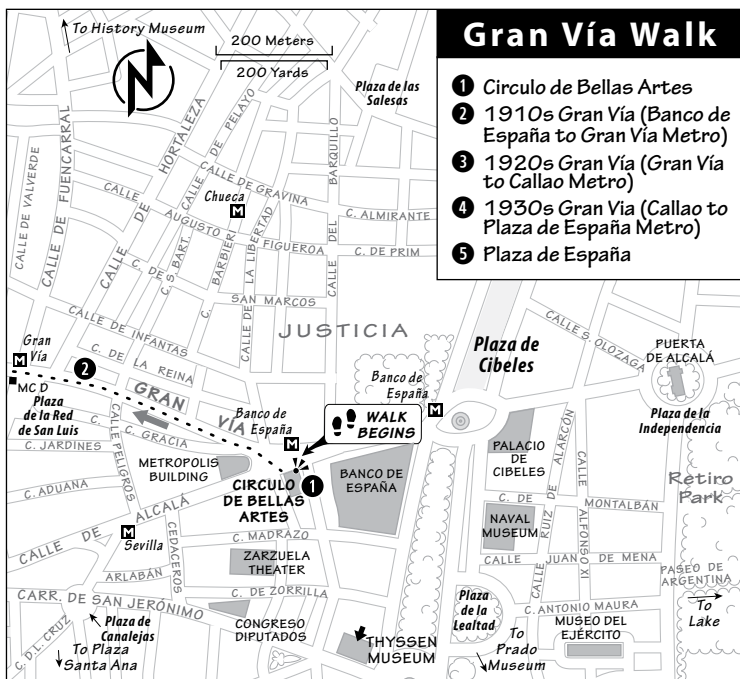 To History Museum
200 Meters
200 Yards
Plaza de las
Salesas
Gran Vía Walk
1 Circulo de Bellas Artes
2 1910s Gran Vía (Banco de
España to Gran Vía Metro)
3 1920s Gran Vía (Gran Vía
to Callao Metro)
4 1930s Gran Via (Callao to
Plaza de España Metro)
5 Plaza de España
N
CALLE DE VALVERDE
CALLE DE FUENCARRAL
CALLE DE HORTALEZA
CALLE DE PELAYO
CALLE DE GRAVINA
CALLE DEL BARQUILLO
Chueca
M
C. ALMIRANTE
CALLE AUGUSTO FIGUEROA
C. DE PRIM
C. DE S. BART.
C. BARBIERI
CALLE DE LA LIBERTAD
SAN MARCOS
JUSTICIA
CALLE DE INFANTAS
C. DE LA REINA
Gran
Vía
M
2
MC D
Plaza
de la Red
de San Luis
GRAN VÍA
Banco de
España
M
WALK
BEGINS
Banco de
España
M
Plaza de
Cibeles
CALLE S. OLOZAGA
PUERTA
DE ALCALÁ
Plaza de la
Independencia
C. JARDINES
C. GRACIA
CALLE PELIGROS
METROPOLIS
BUILDING
CIRCULO
DE BELLAS
ARTES
1
BANCO DE
ESPAÑA
PALACIO
DE
CIBELES
CALLE RUIZ DE ALARCÓN
CALLE ALFONSO XI
C. DE MONTALBÁN
Retiro
Park
C. ADUANA
CALLE DE ALCALÁ
M
Sevilla
CEDACEROS
C. MADRAZO
NAVAL
MUSEUM
ZARZUELA
THEATER
CALLE JUAN DE MENA
ARLABÁN
C. DE ZORRILLA
PASEO DE
ARGENTINA
CARR. DE SAN JERÓNIMO
Plaza
de la
Lealtad
C. ANTONIO MAURA
To
Lake
Plaza de
Canalejas
C. D.L. CRUZ
To Plaza
Santa Ana
CONGRESO
DIPUTADOS
THYSSEN
MUSEUM
To
Prado
Museum
MUSEO DEL
EJÉRCITO